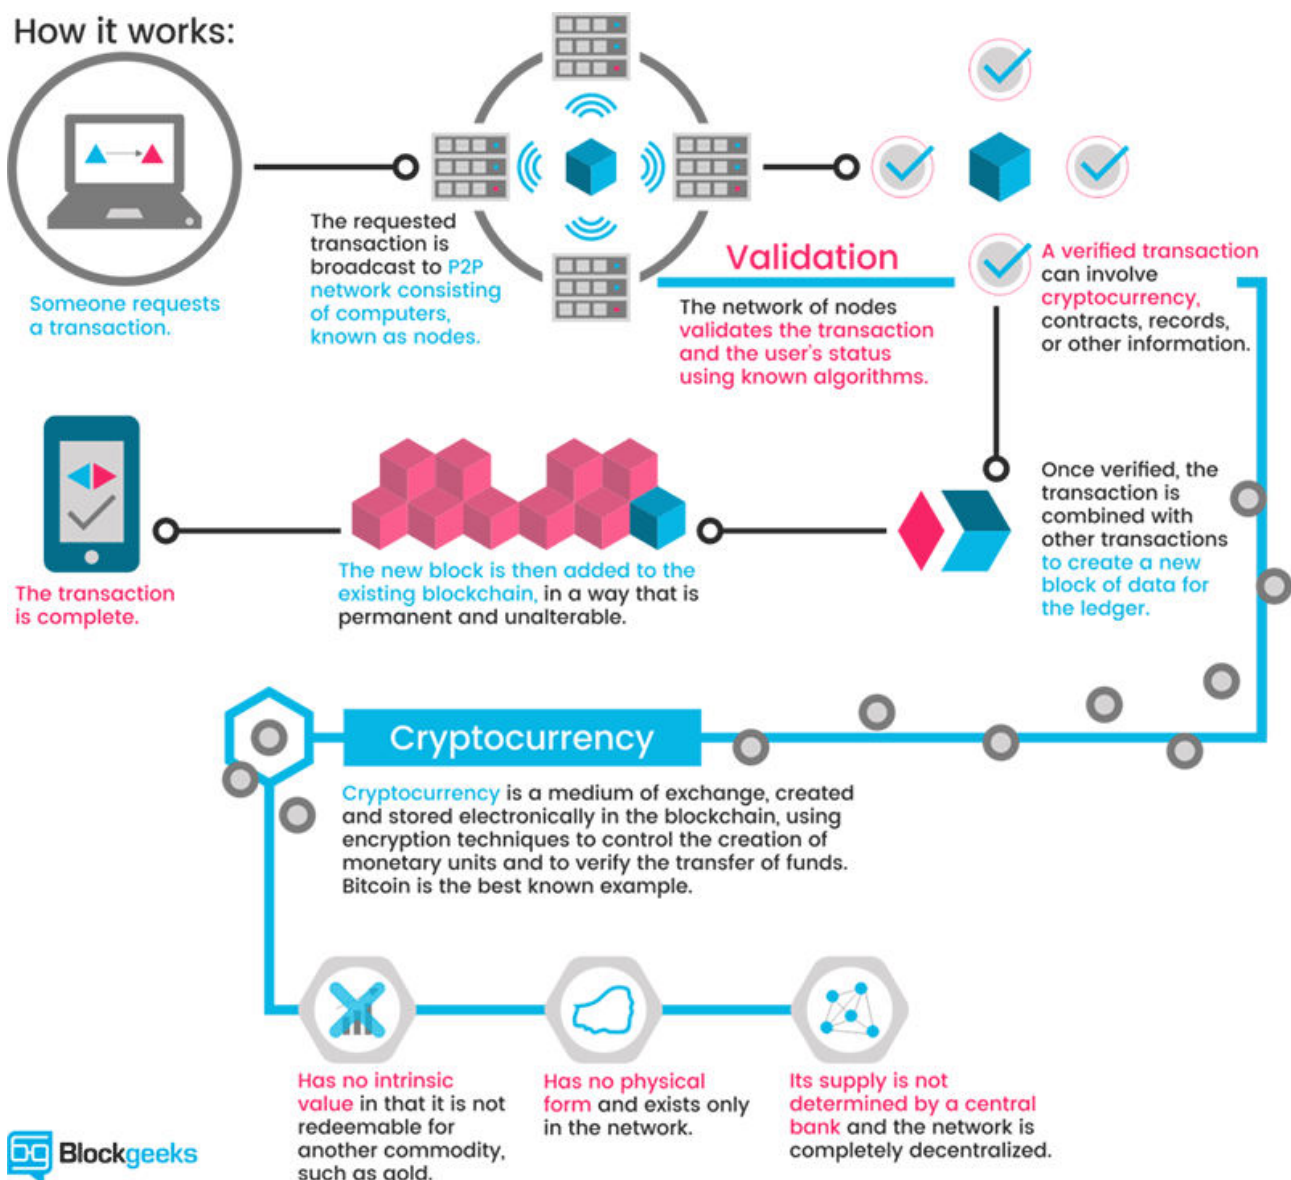 How it works:
Someone requests
a transaction.
The requested
transaction is
broadcast to P2P
network consisting
of computers,
known as nodes.
Validation
The network of nodes
validates the transaction
and the user's status
using known algorithms.
A verified transaction
can involve
cryptocurrency,
contracts, records,
or other information.
Once verified, the
transaction is
combined with
other transactions
to create a new
block of data for
the ledger.
The new block is then added to the
existing blockchain, in a way that is
permanent and unalterable.
The transaction
is complete.
Cryptocurrency
Cryptocurrency is a medium of exchange, created
and stored electronically in the blockchain, using
encryption techniques to control the creation of
monetary units and to verify the transfer of funds.
Bitcoin is the best known example.
Has no intrinsic
value in that it is not
redeemable for
another commodity,
such as gold.
Has no physical
form and exists only
in the network.
Its supply is not
determined by a central
bank and the network is
completely decentralized.
Blockgeeks